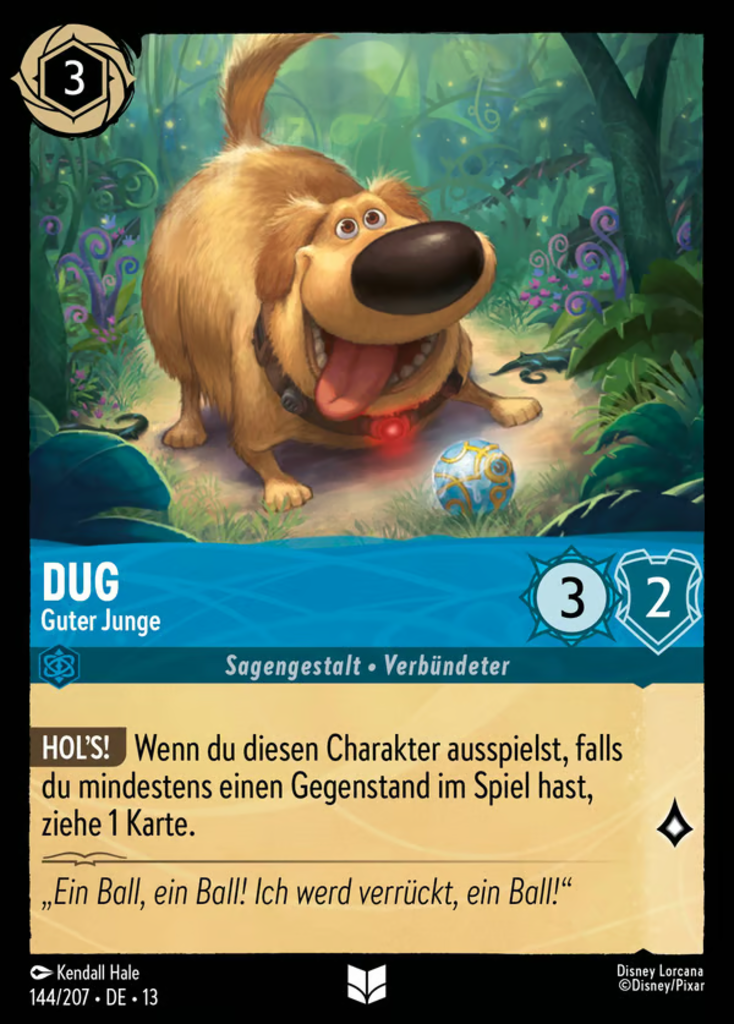 3
DUG
Guter Junge
3
2
Sagengestalt • Verbündeter
HOL'S! Wenn du diesen Charakter ausspielst, falls
du mindestens einen Gegenstand im Spiel hast,
ziehe 1 Karte.
„Ein Ball, ein Ball! Ich werd verrückt, ein Ball!“
Kendall Hale
144/207 • DE • 13
Disney Lorcana
©Disney/Pixar